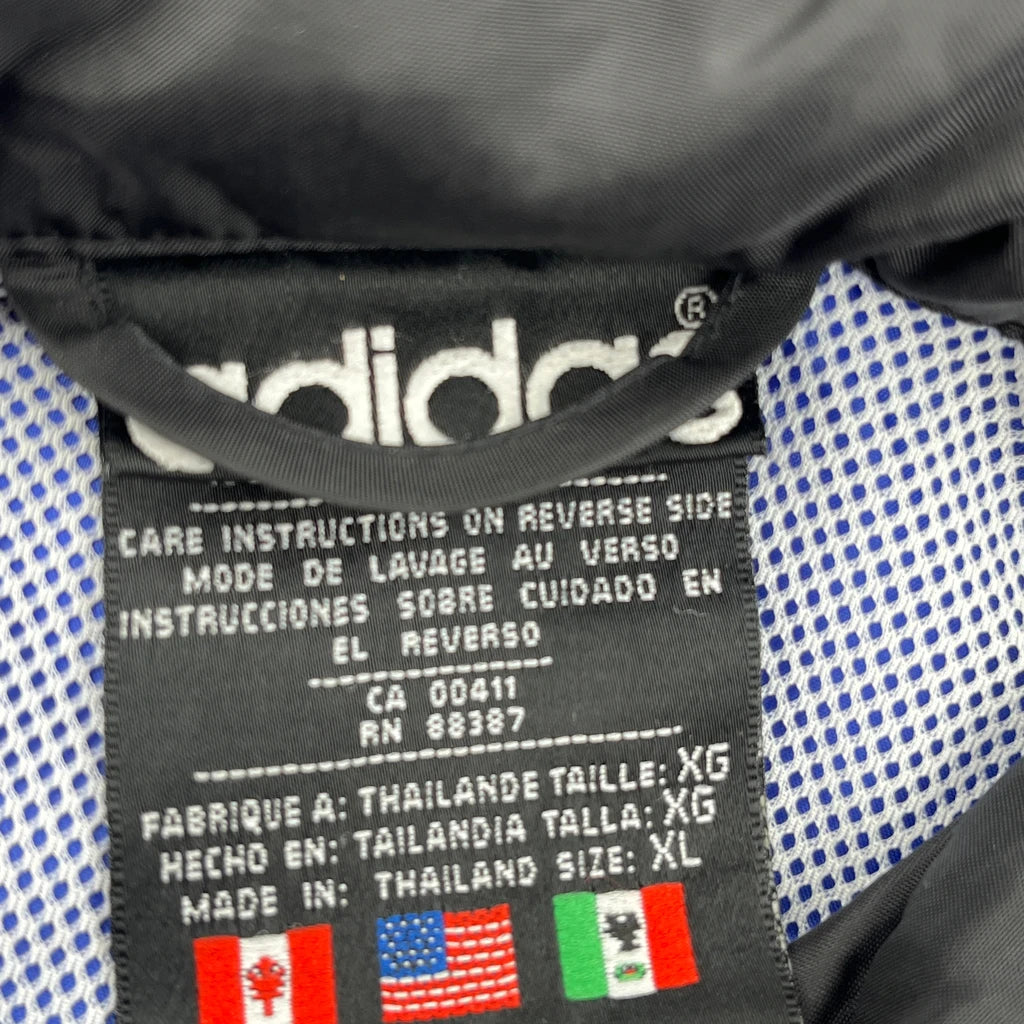 adidas®
CARE INSTRUCTIONS ON REVERSE SIDE
MODE DE LAVAGE AU VERSO
INSTRUCCIONES SOBRE CUIDADO EN
EL REVERSO
CA 00411
RN 88387
FABRIQUE A: THAILANDE TAILLE: XG
HECHO EN: TAILANDIA TALLA: XG
MADE IN: THAILAND SIZE: XL